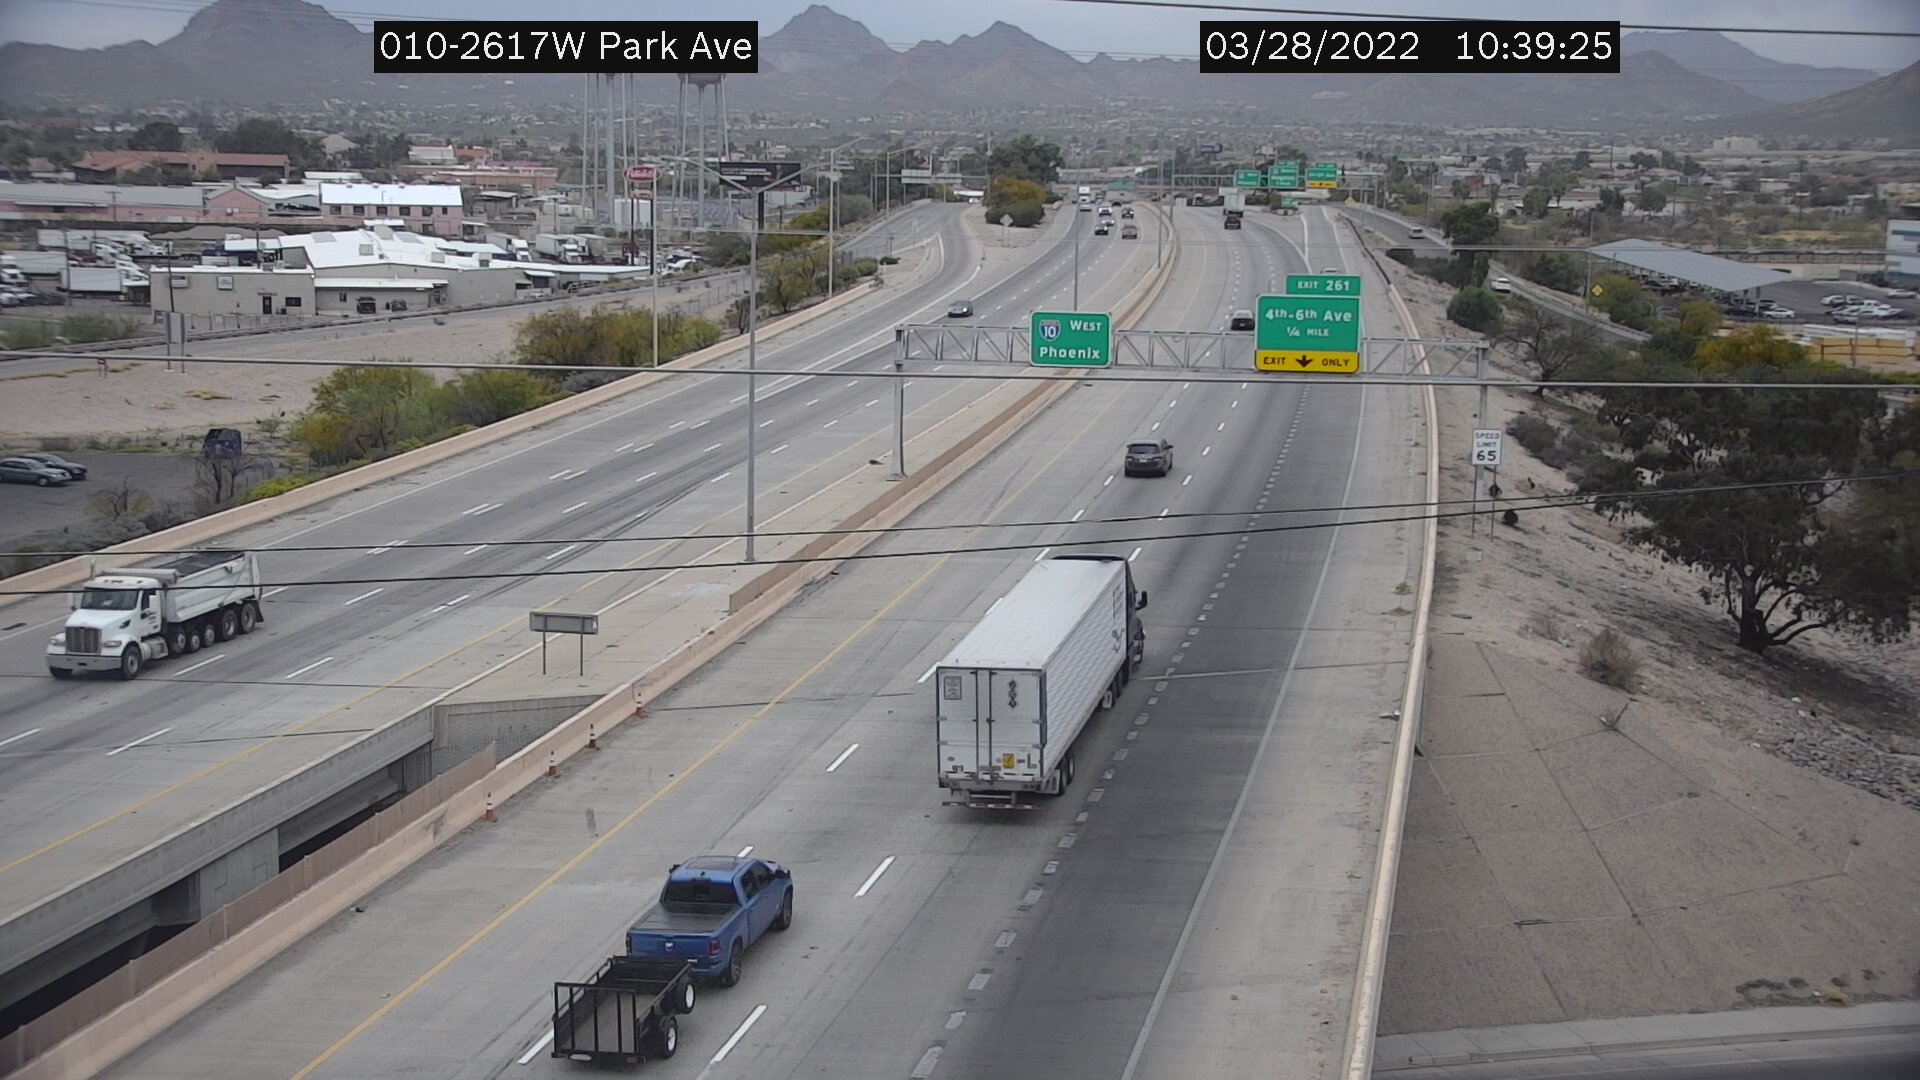 010-2617W Park Ave
03/28/2022 10:39:25
EXIT 261
4th-6th Ave
1/4 MILE
EXIT ONLY
10
WEST
Phoenix
SPEED
LIMIT
65